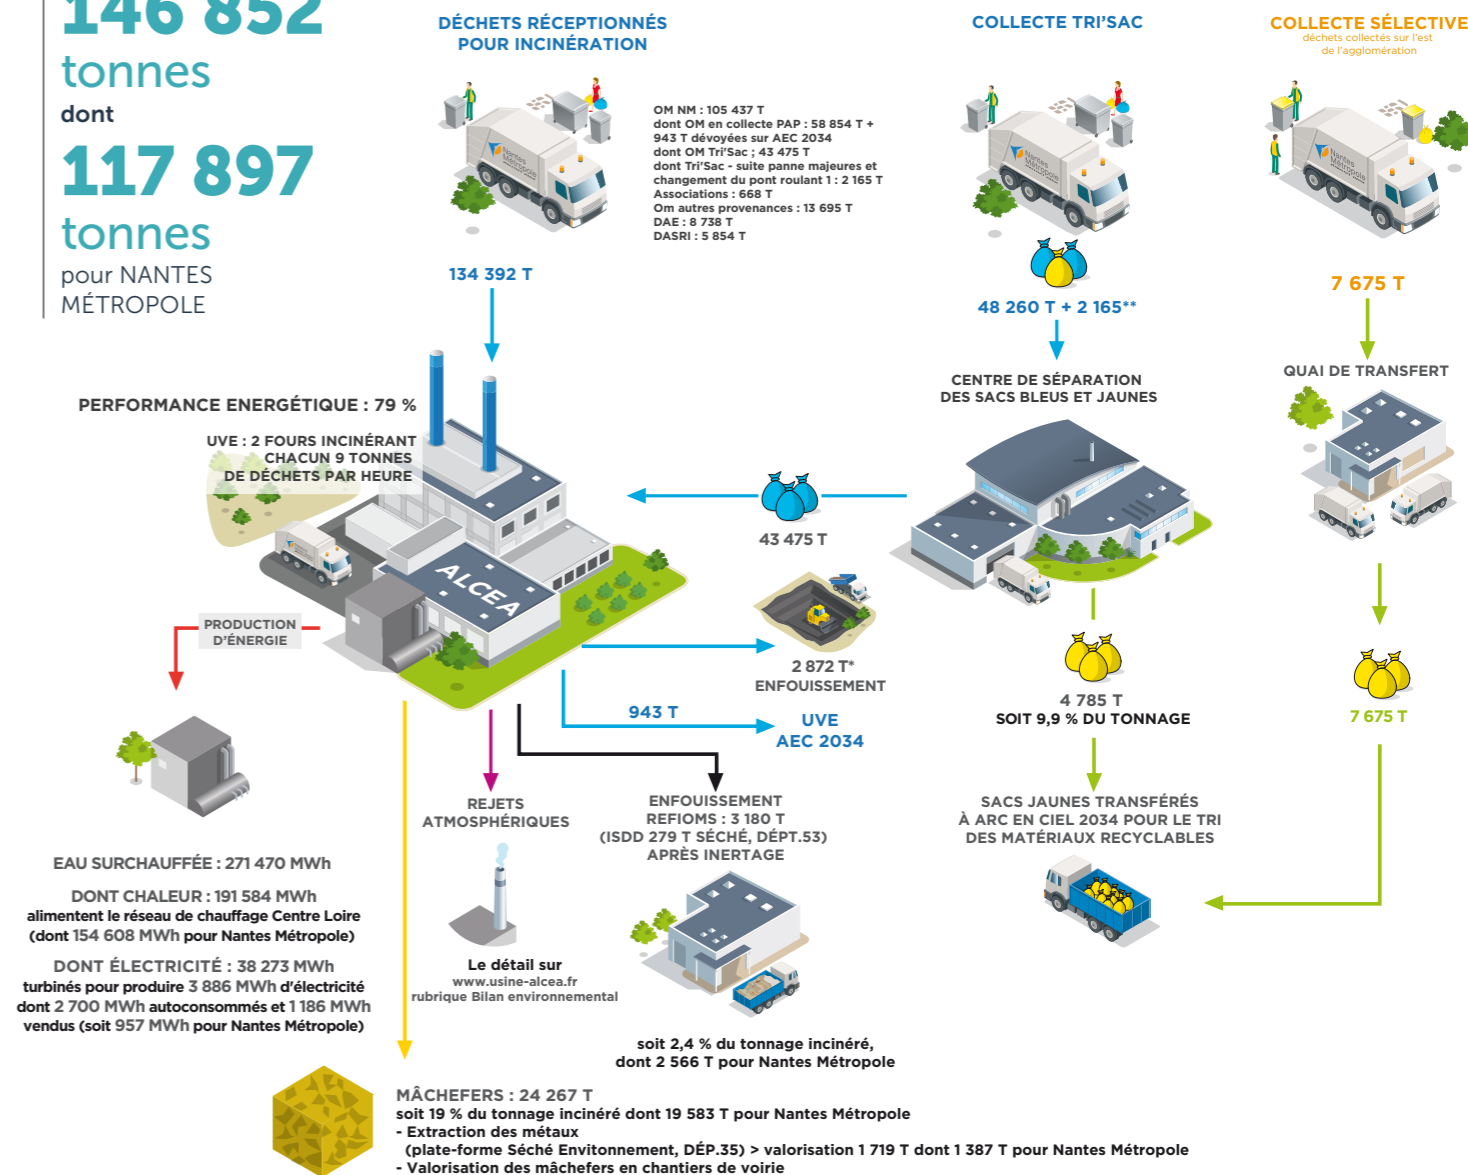 146 852
tonnes
dont
117 897
tonnes
pour NANTES
MÉTROPOLE
DÉCHETS RÉCEPTIONNÉS
POUR INCINÉRATION
OM NM : 105 437 T
dont OM en collecte PAP : 58 854 T +
943 T dévoyées sur AEC 2034
dont OM Tri'Sac ; 43 475 T
dont Tri'Sac - suite panne majeures et
changement du pont roulant 1 : 2 165 T
Associations : 668 T
Om autres provenances : 13 695 T
DAE : 8 738 T
DASRI : 5 854 T
Nantes
Métropole
134 392 T
COLLECTE TRI'SAC
Nantes
Métropole
48 260 T + 2 165**
COLLECTE SÉLECTIVE
déchets collectés sur l'est
de l'agglomération
Nantes
Métropole
7 675 T
PERFORMANCE ENERGÉTIQUE : 79 %
UVE : 2 FOURS INCINÉRANT
CHACUN 9 TONNES
DE DÉCHETS PAR HEURE
ALCEA
CENTRE DE SÉPARATION
DES SACS BLEUS ET JAUNES
QUAI DE TRANSFERT
43 475 T
PRODUCTION
D'ÉNERGIE
2 872 T*
ENFOUISSEMENT
943 T
UVE
AEC 2034
4 785 T
SOIT 9,9 % DU TONNAGE
7 675 T
EAU SURCHAUFFÉE : 271 470 MWh
DONT CHALEUR : 191 584 MWh
alimentent le réseau de chauffage Centre Loire
(dont 154 608 MWh pour Nantes Métropole)
DONT ÉLECTRICITÉ : 38 273 MWh
turbinés pour produire 3 886 MWh d'électricité
dont 2 700 MWh autoconsommés et 1 186 MWh
vendus (soit 957 MWh pour Nantes Métropole)
REJETS
ATMOSPHÉRIQUES
Le détail sur
www.usine-alcea.fr
rubrique Bilan environnemental
ENFOUISSEMENT
REFIOMS : 3 180 T
(ISDD 279 T SÉCHÉ, DÉPT.53)
APRÈS INERTAGE
soit 2,4 % du tonnage incinéré,
dont 2 566 T pour Nantes Métropole
SACS JAUNES TRANSFÉRÉS
À ARC EN CIEL 2034 POUR LE TRI
DES MATÉRIAUX RECYCLABLES
MÂCHEFERS : 24 267 T
soit 19 % du tonnage incinéré dont 19 583 T pour Nantes Métropole
- Extraction des métaux
(plate-forme Séché Envitonnement, DÉP.35) > valorisation 1 719 T dont 1 387 T pour Nantes Métropole
- Valorisation des mâchefers en chantiers de voirie